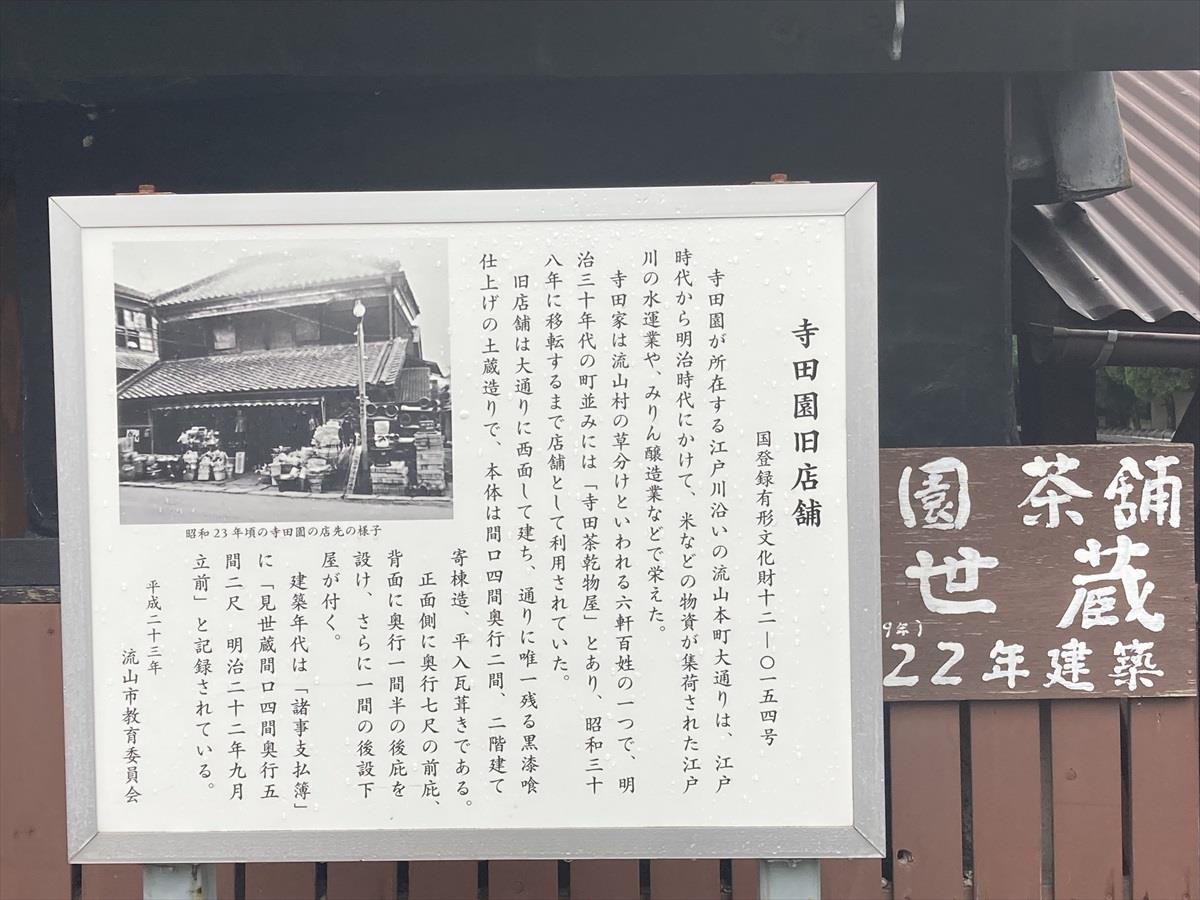 寺田園旧店舗
国登録有形文化財十二―〇一五四号
寺田園が所在する江戸川沿いの流山本町大通りは、江戸
時代から明治時代にかけて、米などの物資が集荷された江戸
川の水運業や、みりん醸造業などで栄えた。
寺田家は流山村の草分けといわれる六軒百姓の一つで、明
治三十年代の町並みには「寺田茶乾物屋」とあり、昭和三十
八年に移転するまで店舗として利用されていた。
旧店舗は大通りに西面して建ち、通りに唯一残る黒漆喰
仕上げの土蔵造りで、本体は間口四間奥行二間、二階建て
寄棟造、平入瓦葺きである。
正面側に奥行七尺の前庇、
背面に奥行一間半の後庇を
設け、さらに一間の後設下
屋が付く。
建築年代は「諸事支払簿」
に「見世蔵間口四間奥行五
間二尺 明治二十二年九月
立前」と記録されている。
平成二十三年
流山市教育委員会
昭和23年頃の寺田園の店先の様子
園茶舗
世蔵
9年)
22年建築